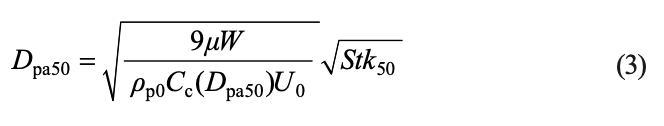 D_pa50 = √(9μW / ρ_p0 C_c(D_pa50)U_0) √Stk_50 (3)